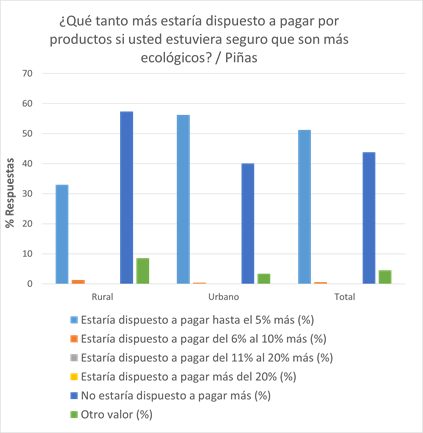 ¿Qué tanto más estaría dispuesto a pagar por
productos si usted estuviera seguro que son más
ecológicos? / Piñas
% Respuestas
70
60
50
40
30
20
10
0
Rural
Urbano
Total
Estaría dispuesto a pagar hasta el 5% más (%)
Estaría dispuesto a pagar del 6% al 10% más (%)
Estaría dispuesto a pagar del 11% al 20% más (%)
Estaría dispuesto a pagar más del 20% (%)
No estaría dispuesto a pagar más (%)
Otro valor (%)